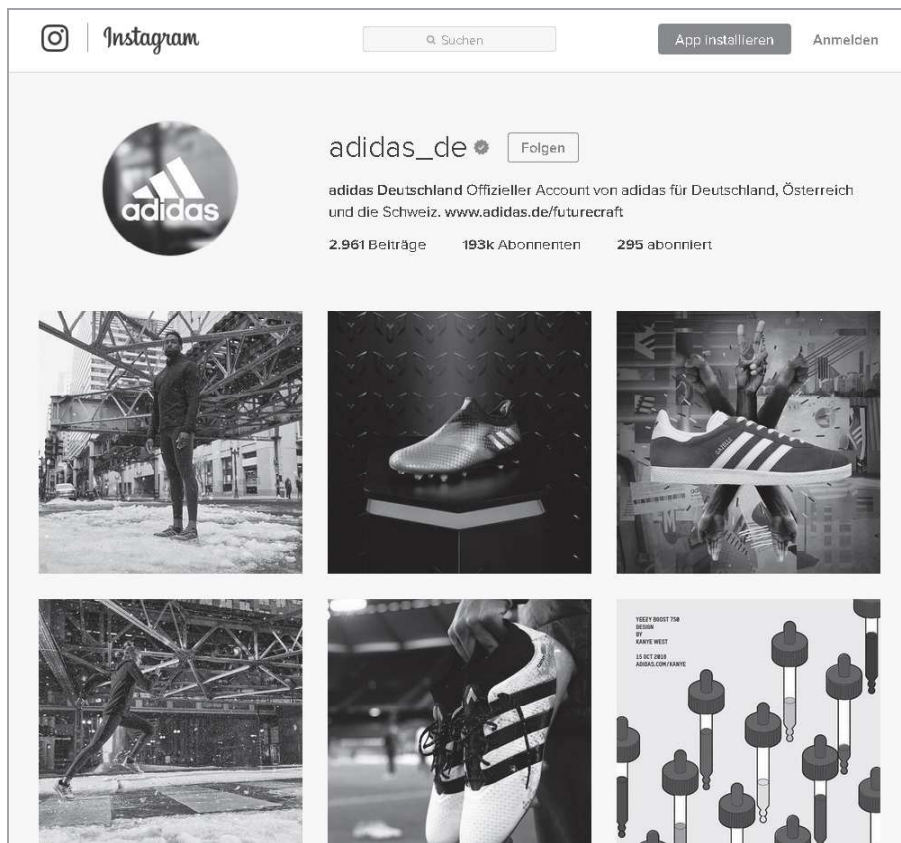 Instagram
Suchen
App installieren
Anmelden
adidas
adidas_de
Folgen
adidas Deutschland Offizieller Account von adidas für Deutschland, Österreich
und die Schweiz. www.adidas.de/futurecraft
2.961 Beiträge 193k Abonnenten 295 abonniert
GAZELLE
YEEZY BOOST 750
DESIGN
BY
KANYE WEST
15 OCT 2016
ADIDAS.COM/KANYE